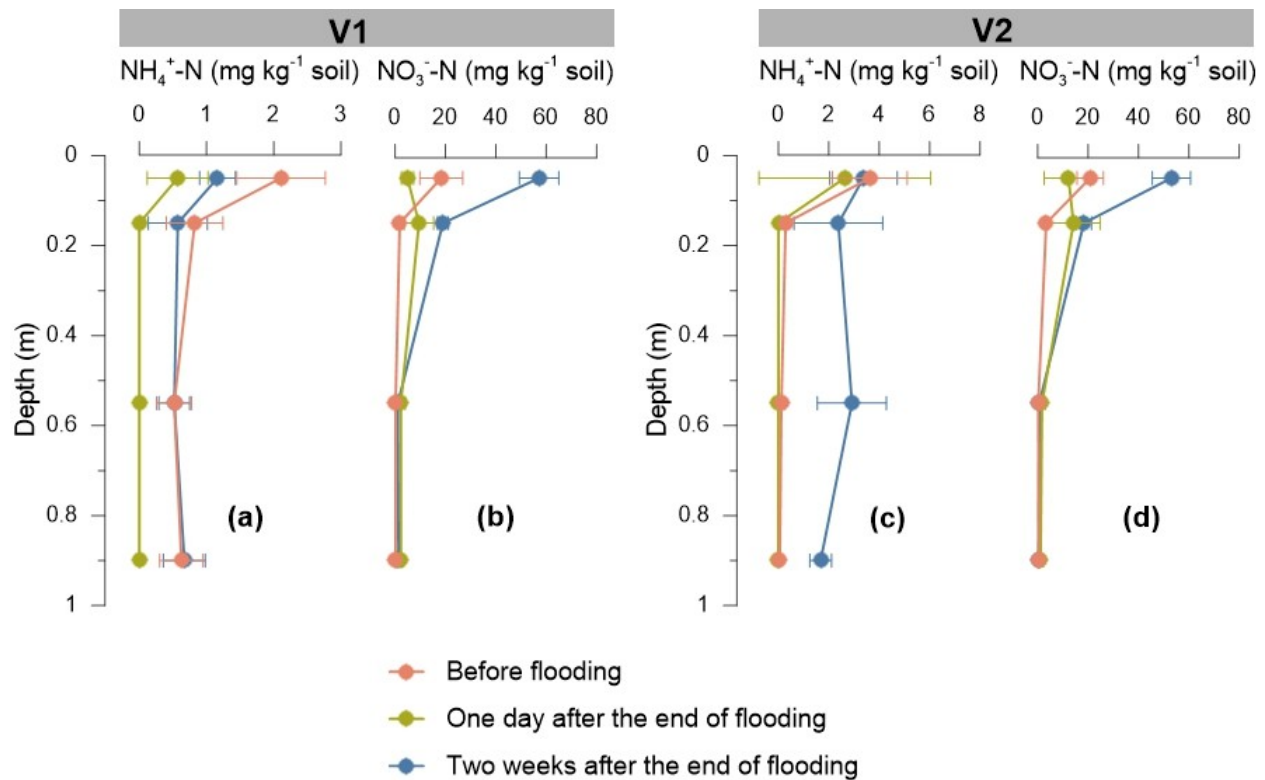 V1 V2
NH₄⁺-N (mg kg⁻¹ soil) NO₃⁻-N (mg kg⁻¹ soil) NH₄⁺-N (mg kg⁻¹ soil) NO₃⁻-N (mg kg⁻¹ soil)
0 1 2 3 0 20 40 60 80 0 2 4 6 8 0 20 40 60 80
0 0
0.2 0.2
0.4 0.4
Depth (m) Depth (m)
0.6 0.6
0.8 (a) (b) 0.8 (c) (d)
1 1
Before flooding
One day after the end of flooding
Two weeks after the end of flooding